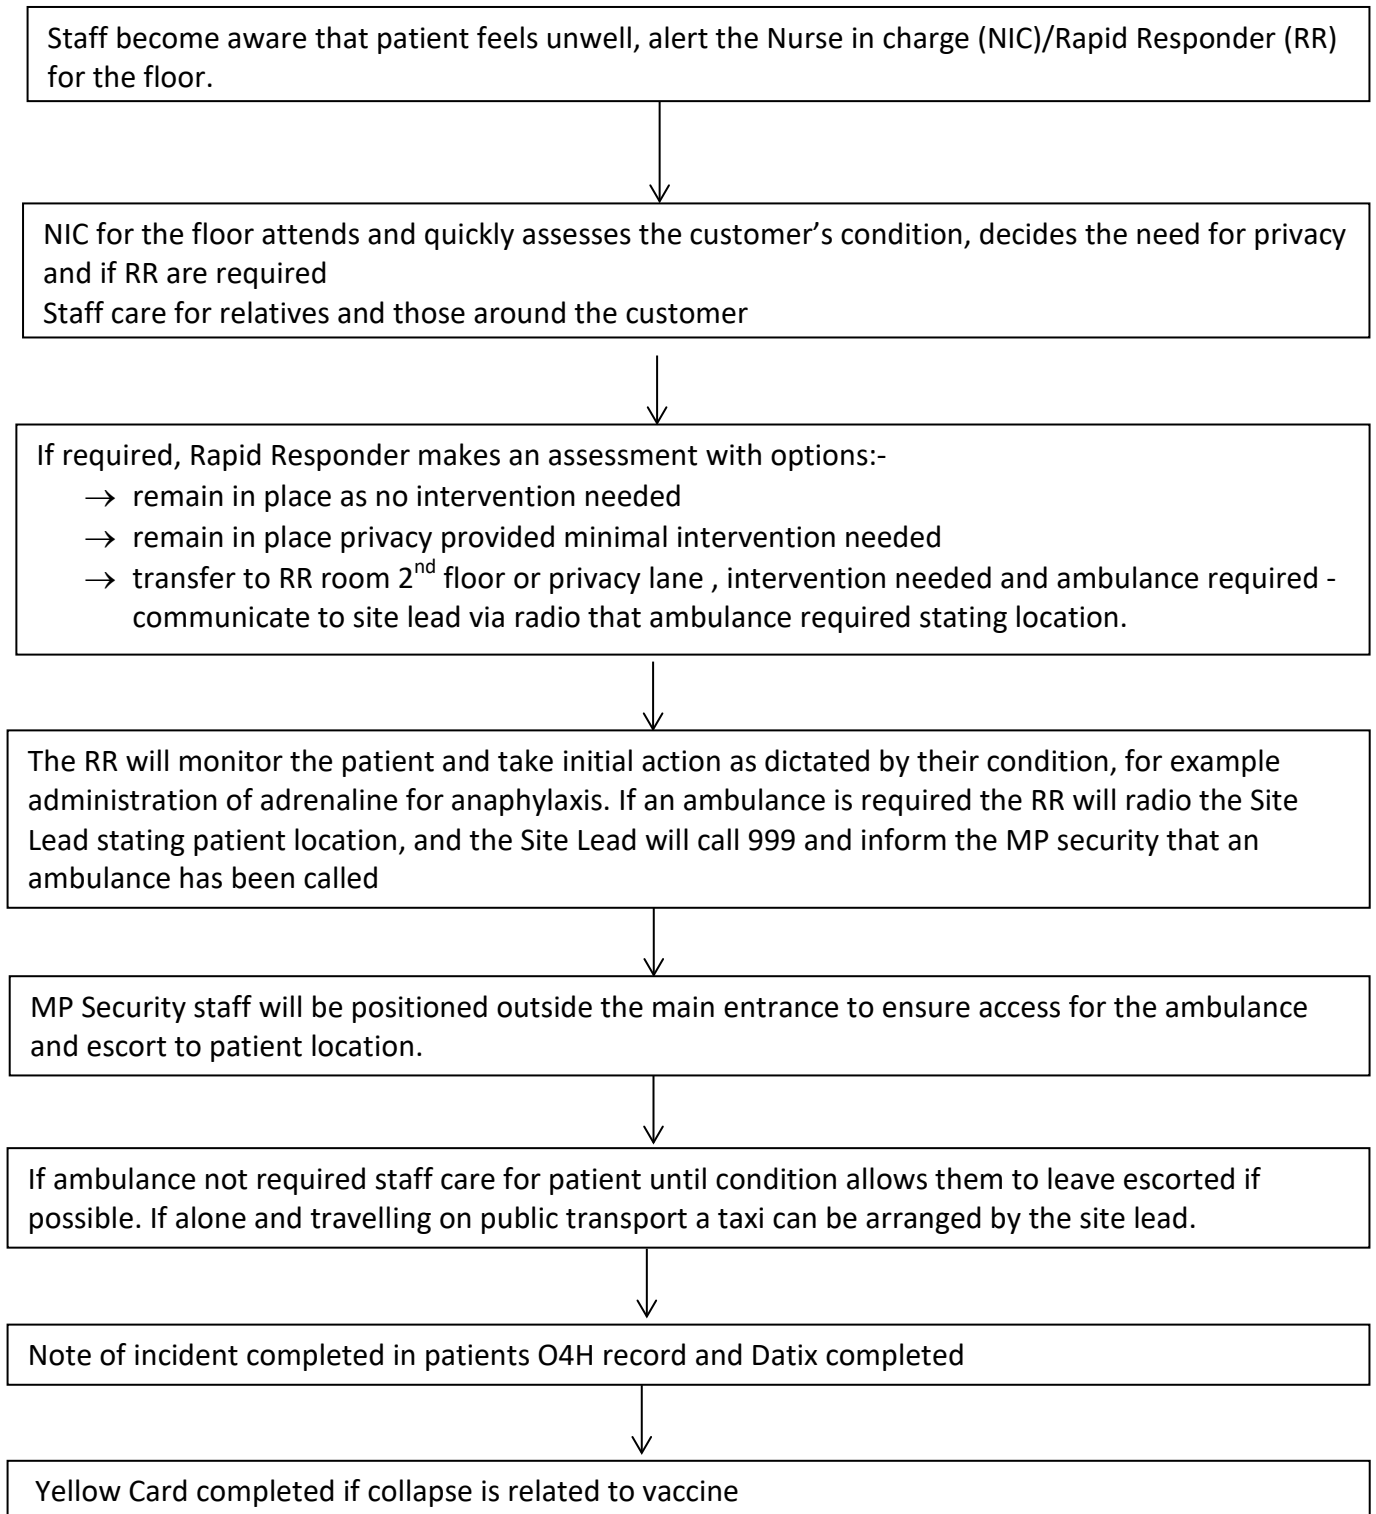 Staff become aware that patient feels unwell, alert the Nurse in charge (NIC)/Rapid Responder (RR)
for the floor.
NIC for the floor attends and quickly assesses the customer’s condition, decides the need for privacy
and if RR are required
Staff care for relatives and those around the customer
If required, Rapid Responder makes an assessment with options:-
→ remain in place as no intervention needed
→ remain in place privacy provided minimal intervention needed
→ transfer to RR room 2nd floor or privacy lane , intervention needed and ambulance required -
communicate to site lead via radio that ambulance required stating location.
The RR will monitor the patient and take initial action as dictated by their condition, for example
administration of adrenaline for anaphylaxis. If an ambulance is required the RR will radio the Site
Lead stating patient location, and the Site Lead will call 999 and inform the MP security that an
ambulance has been called
MP Security staff will be positioned outside the main entrance to ensure access for the ambulance
and escort to patient location.
If ambulance not required staff care for patient until condition allows them to leave escorted if
possible. If alone and travelling on public transport a taxi can be arranged by the site lead.
Note of incident completed in patients O4H record and Datix completed
Yellow Card completed if collapse is related to vaccine